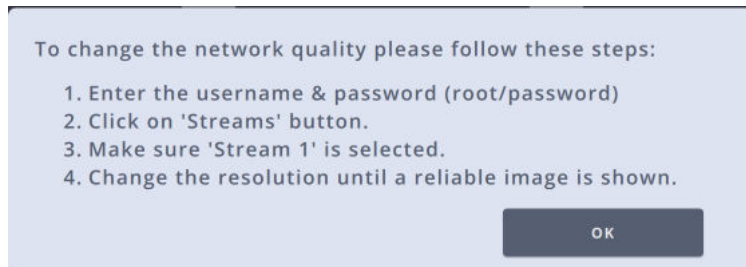 To change the network quality please follow these steps:
1. Enter the username & password (root/password)
2. Click on 'Streams' button.
3. Make sure 'Stream 1' is selected.
4. Change the resolution until a reliable image is shown.
OK